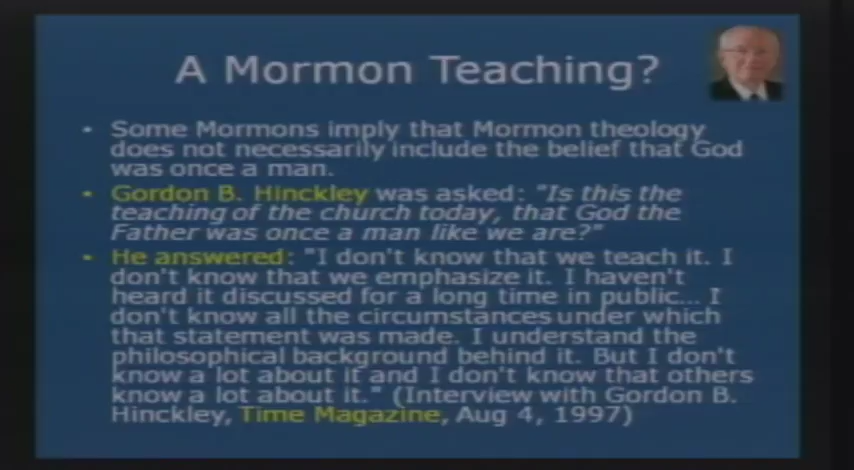 A Mormon Teaching?
• Some Mormons imply that Mormon theology
does not necessarily include the belief that God
was once a man.
• Gordon B. Hinckley was asked: "Is this the
teaching of the church today, that God the
Father was once a man like we are?"
• He answered: "I don't know that we teach it. I
don't know that we emphasize it. I haven't
heard it discussed for a long time in public... I
don't know all the circumstances under which
that statement was made. I understand the
philosophical background behind it. But I don't
know a lot about it and I don't know that others
know a lot about it." (Interview with Gordon B.
Hinckley, Time Magazine, Aug 4, 1997)